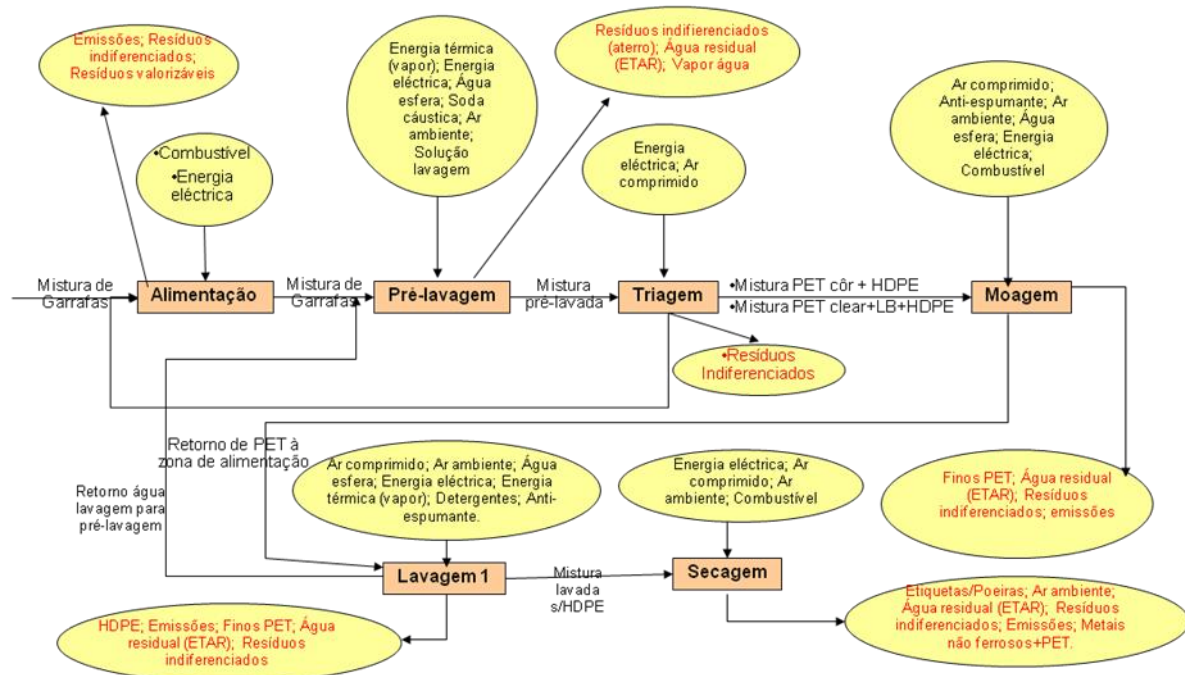 Emissões; Resíduos
indiferenciados;
Resíduos valorizáveis
Energia térmica
(vapor); Energia
eléctrica; Água
esfera; Soda
cáustica; Ar
ambiente;
Solução
lavagem
Resíduos indifierenciados
(aterro); Água residual
(ETAR); Vapor água
Ar comprimido;
Anti-espumante; Ar
ambiente; Água
esfera; Energia
eléctrica;
Combustível
•Combustível
•Energia
eléctrica
Energia
eléctrica; Ar
comprimido
Mistura de
Garrafas
Alimentação
Mistura de
Garrafas
Pré-lavagem
Mistura
pré-lavada
Triagem
•Mistura PET côr + HDPE
•Mistura PET clear+LB+HDPE
Moagem
•Resíduos
Indiferenciados
Retorno de PET à
zona de alimentação
Retorno água
lavagem para
pré-lavagem
Ar comprimido; Ar ambiente; Água
esfera; Energia eléctrica; Energia
térmica (vapor); Detergentes; Anti-
espumante.
Energia eléctrica; Ar
comprimido; Ar
ambiente; Combustível
Finos PET; Água residual
(ETAR); Resíduos
indiferenciados; emissões
Lavagem 1
Mistura
lavada
s/HDPE
Secagem
HDPE; Emissões; Finos PET; Água
residual (ETAR); Resíduos
indiferenciados
Etiquetas/Poeiras; Ar ambiente;
Água residual (ETAR); Resíduos
indiferenciados; Emissões; Metais
não ferrosos+PET.